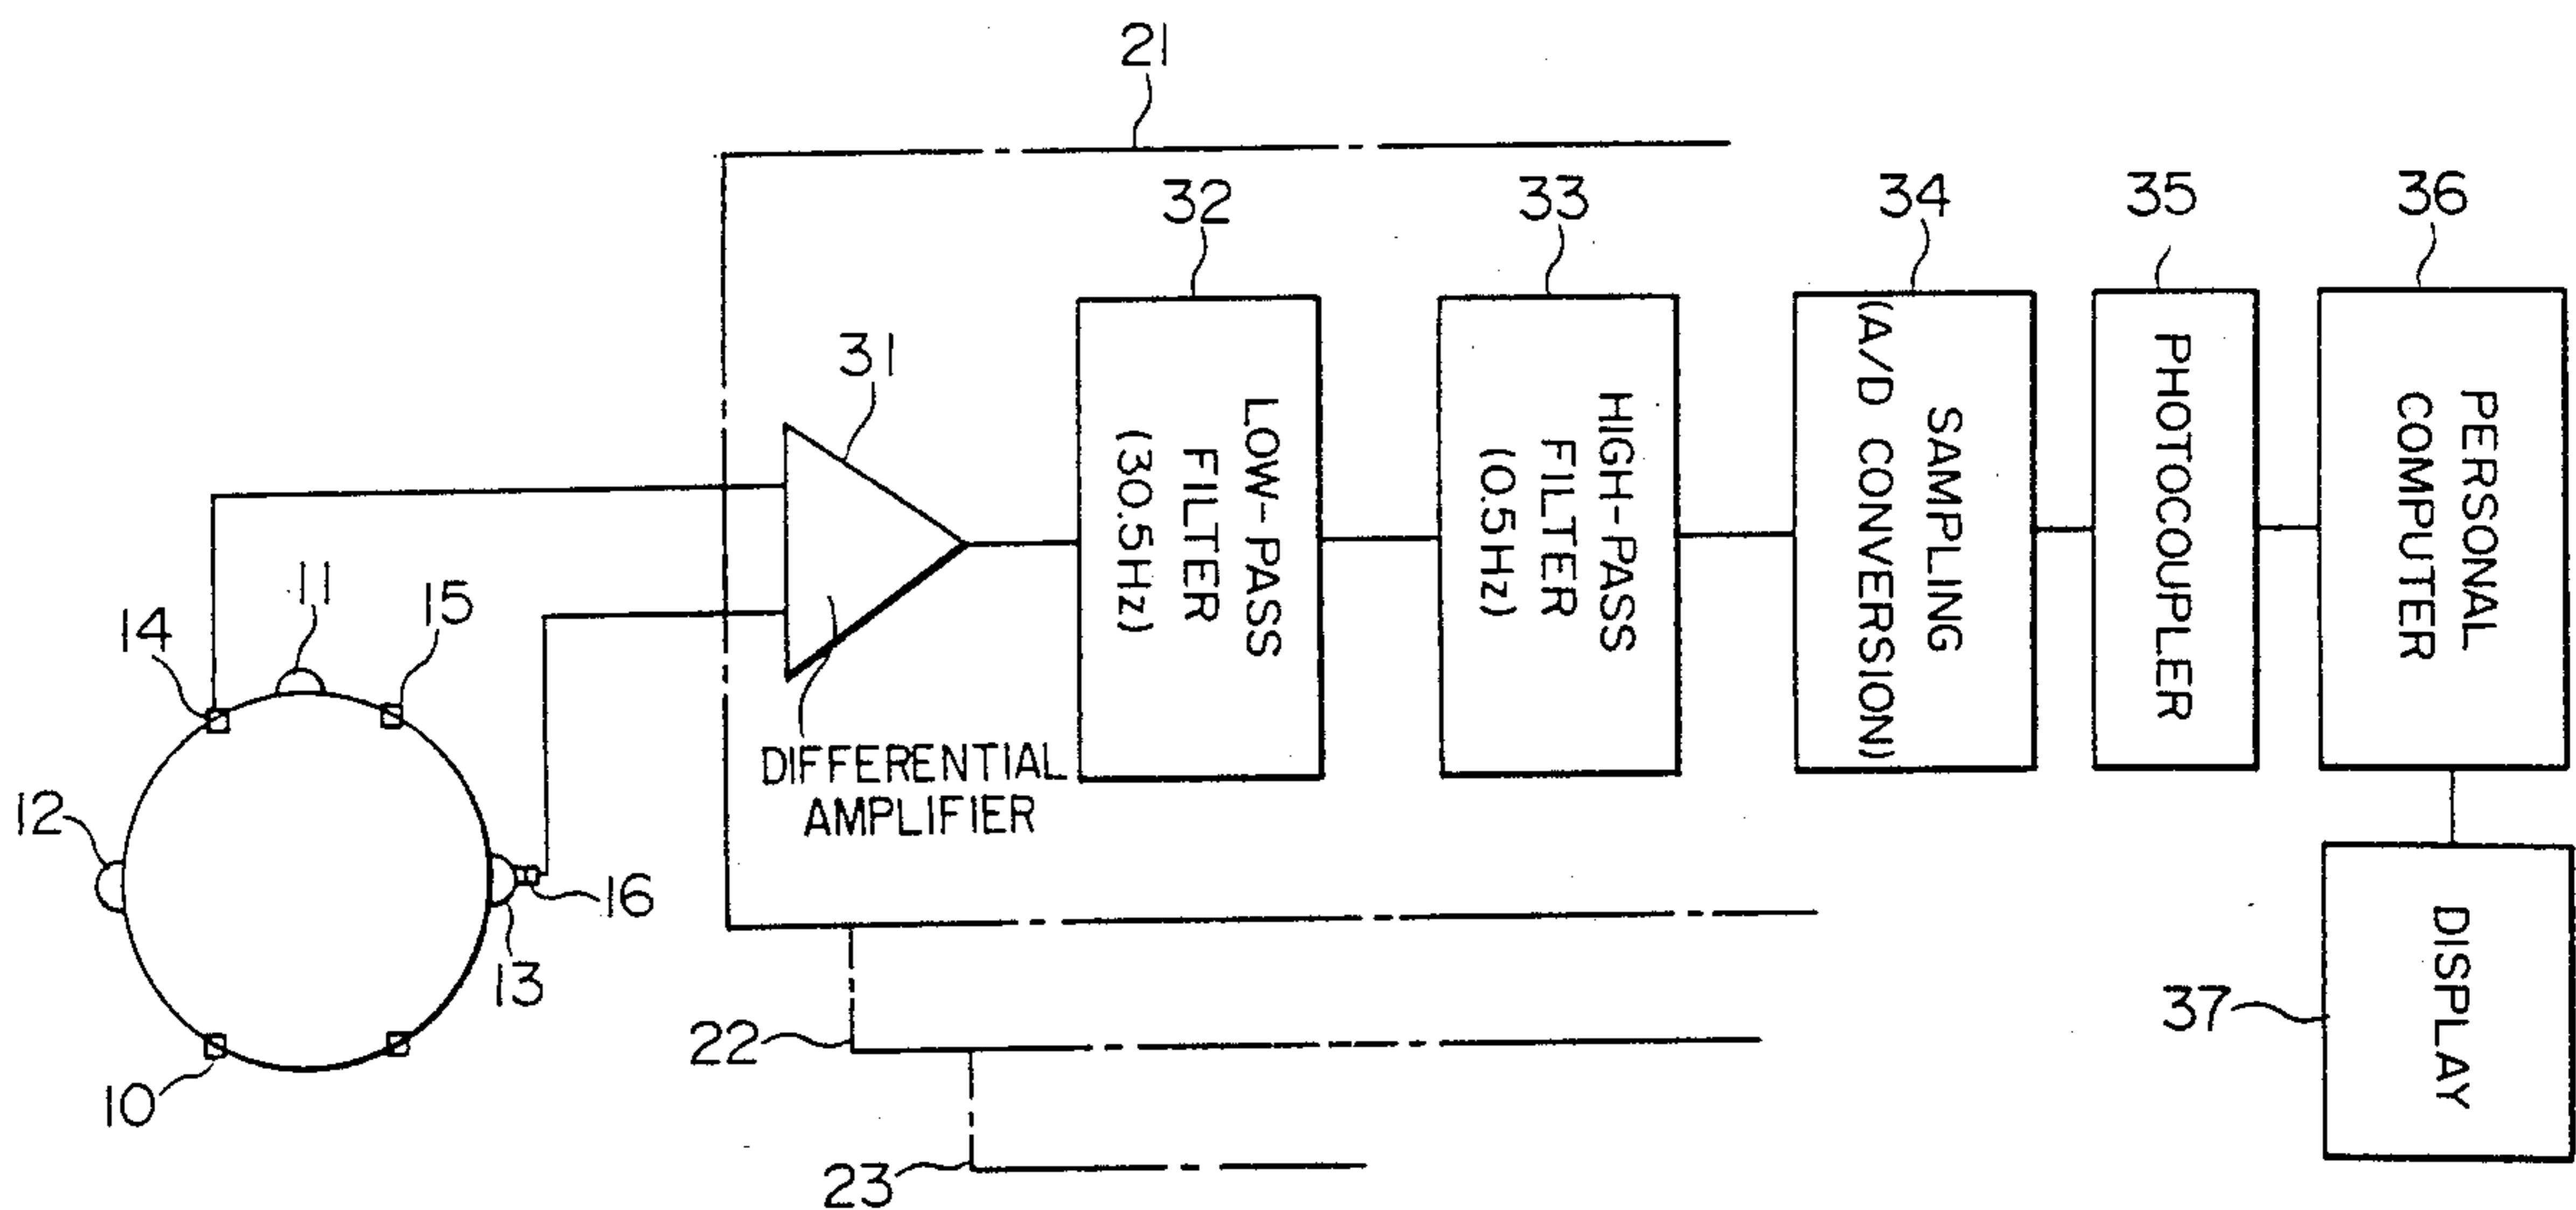 21
32
33
34
35
36
31
LOW-PASS
FILTER
(30.5Hz)
HIGH-PASS
FILTER
(0.5Hz)
SAMPLING
(A/D CONVERSION)
PHOTOCOUPLER
PERSONAL
COMPUTER
DIFFERENTIAL
AMPLIFIER
11
14
15
12
16
13
10
22
23
37
DISPLAY